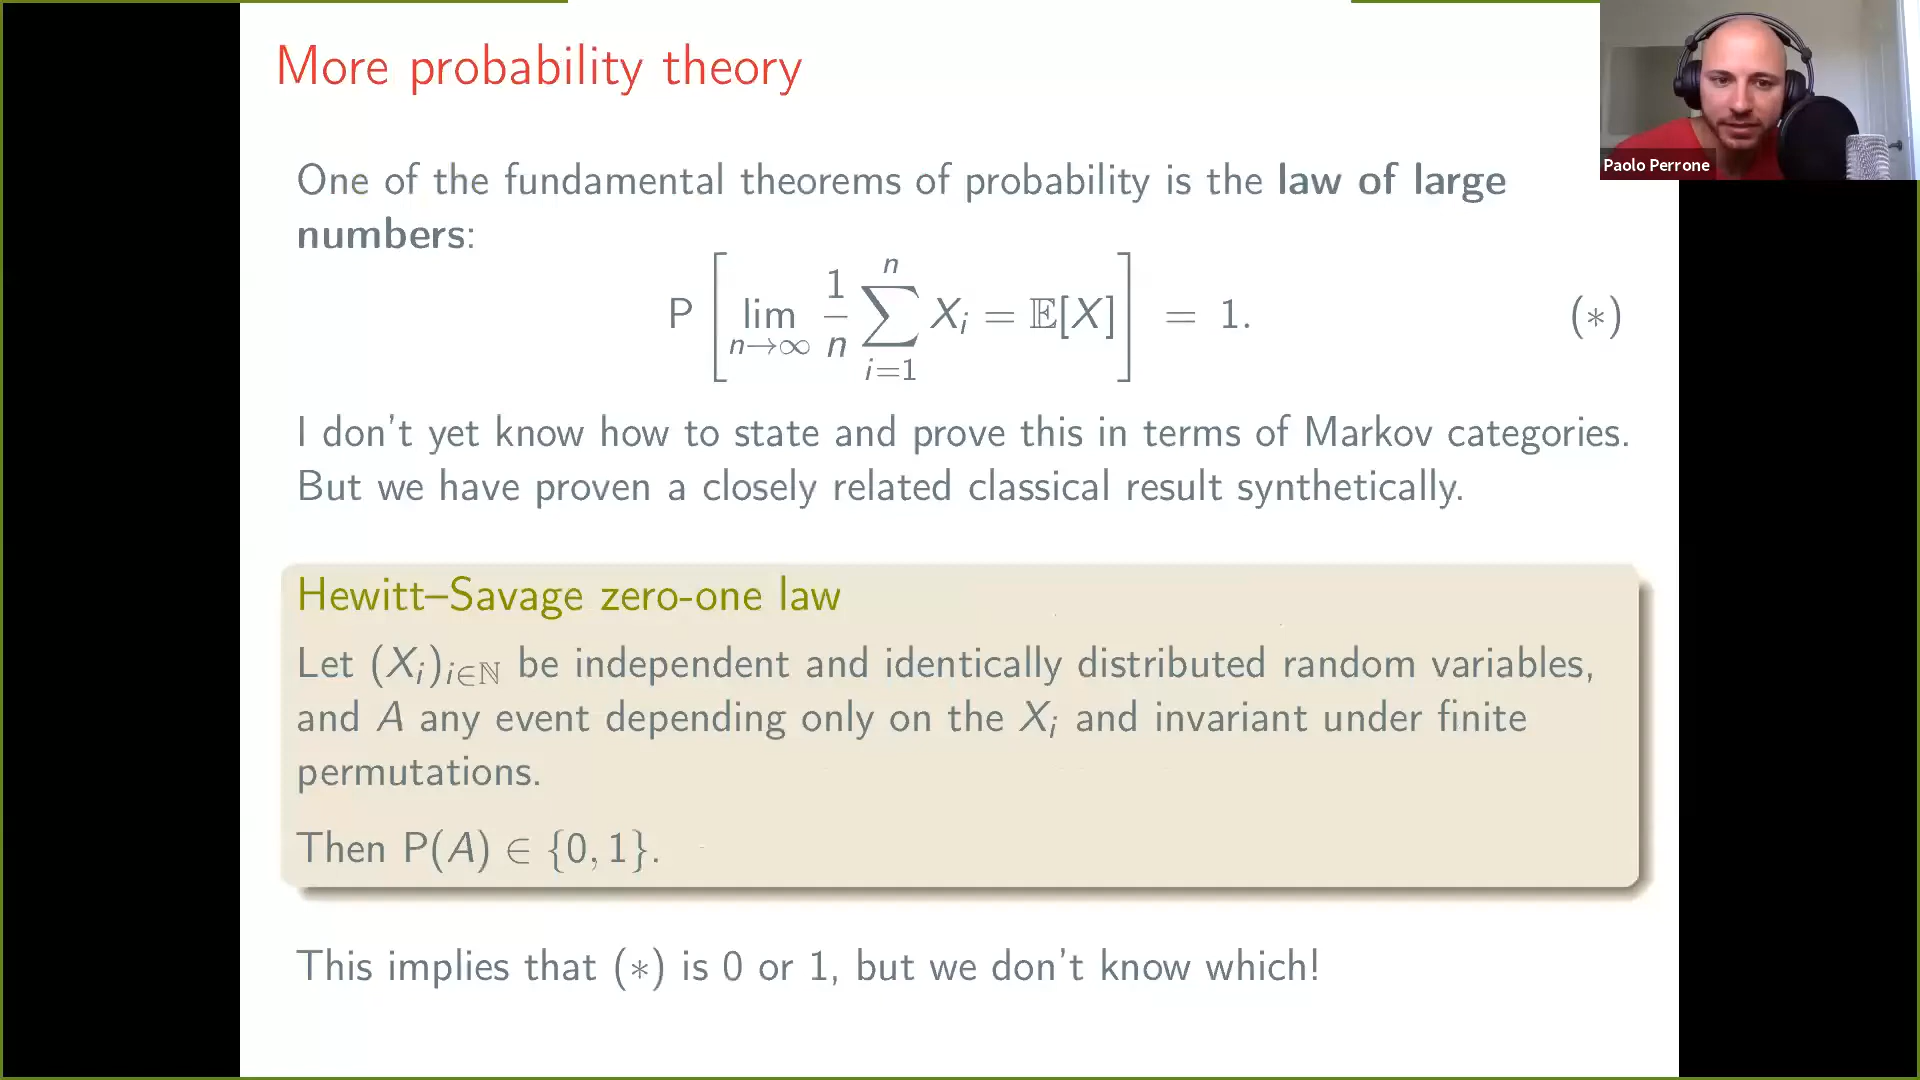 More probability theory
Paolo Perrone
One of the fundamental theorems of probability is the law of large
numbers:
P [ lim_{n→∞} 1/n ∑_{i=1}^{n} X_i = 𝔼[X] ] = 1. (∗)
I don't yet know how to state and prove this in terms of Markov categories.
But we have proven a closely related classical result synthetically.
Hewitt–Savage zero-one law
Let (X_i)_{i∈ℕ} be independent and identically distributed random variables,
and A any event depending only on the X_i and invariant under finite
permutations.
Then P(A) ∈ {0, 1}.
This implies that (∗) is 0 or 1, but we don't know which!